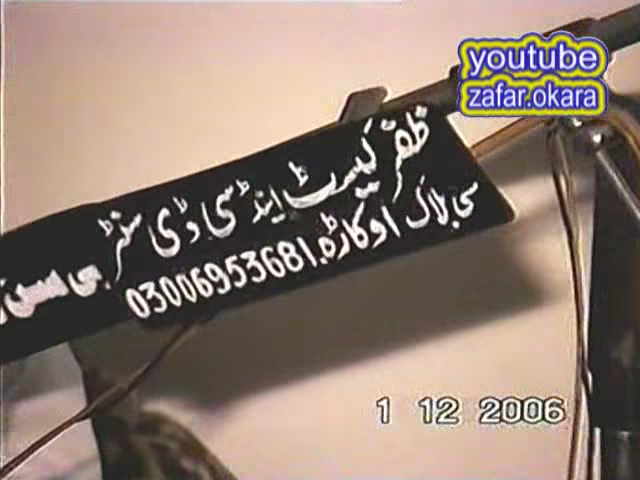 youtube
zafar.okara
ظفر کیسٹ اینڈ سی ڈی سنٹر
سی بلاک اوکاڑہ.03006953681
1 12 2006